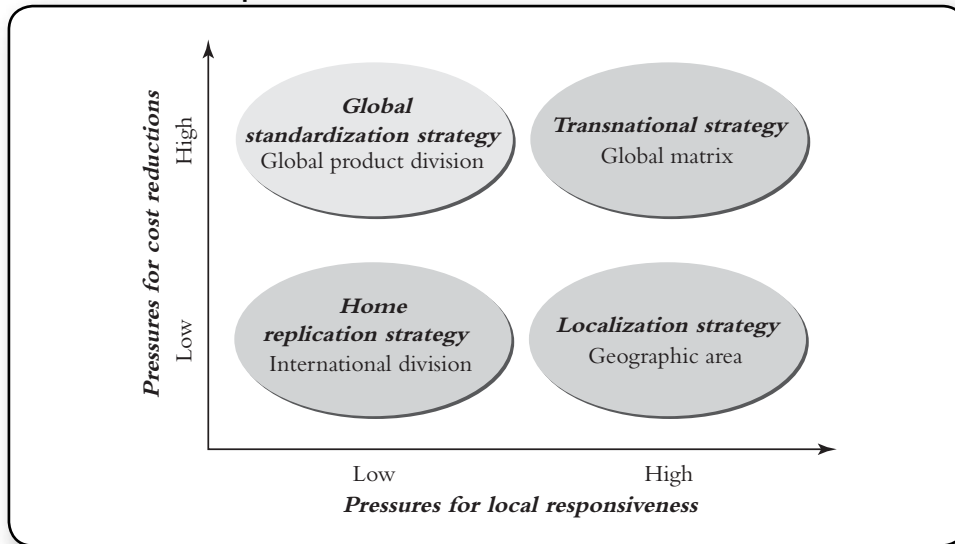 Pressures for cost reductions
High
Low
Global
standardization strategy
Global product division
Transnational strategy
Global matrix
Home
replication strategy
International division
Localization strategy
Geographic area
Low
High
Pressures for local responsiveness